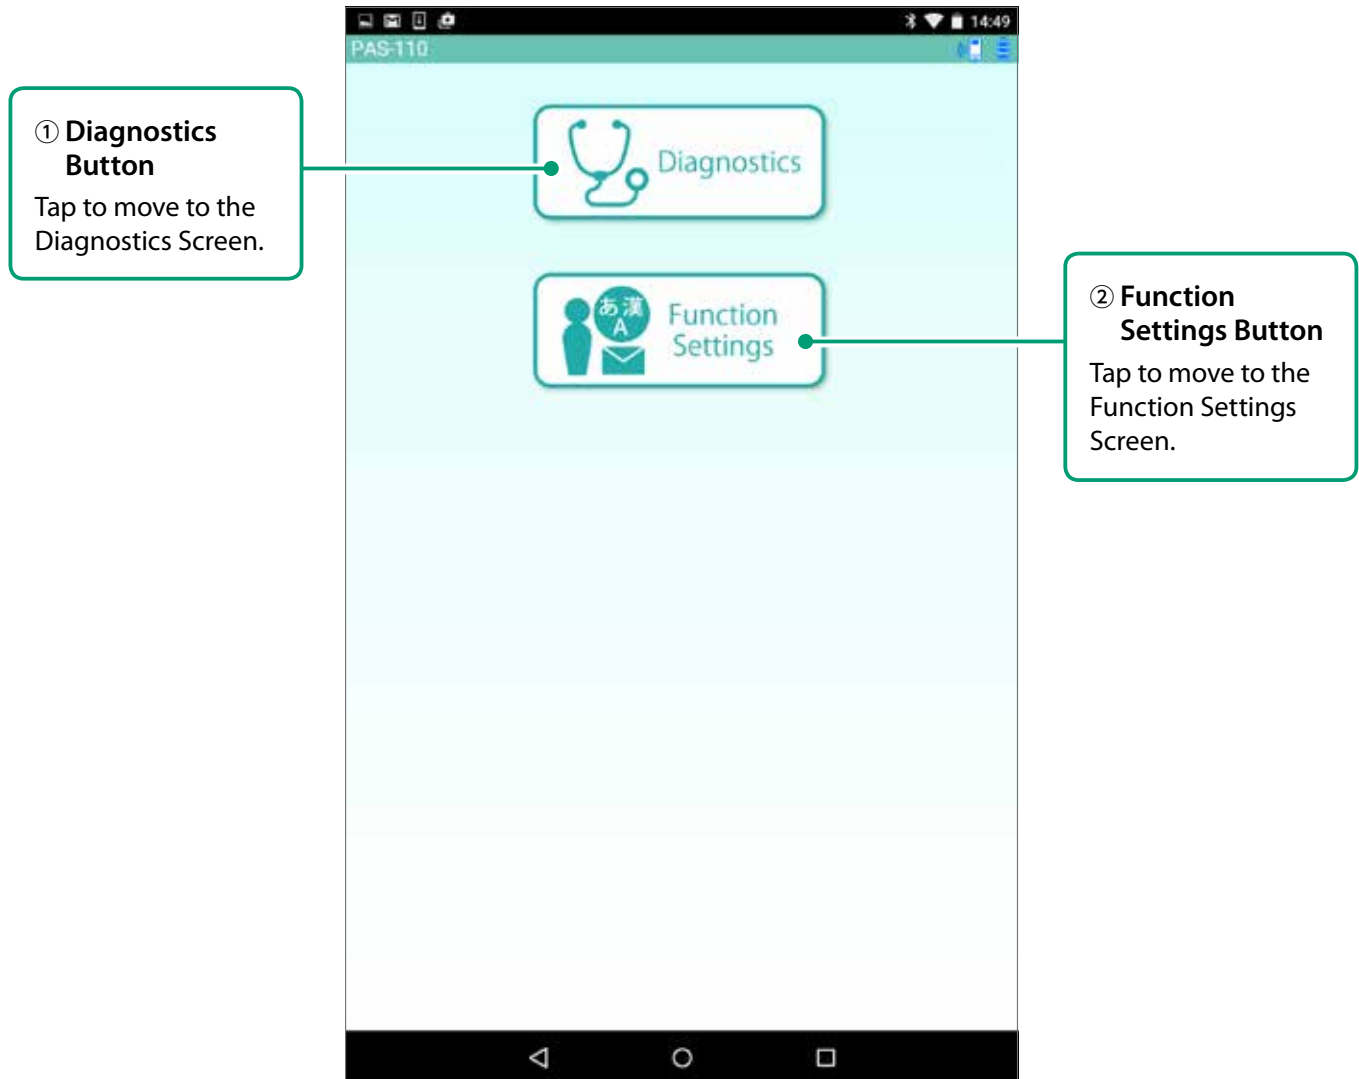 14:49
PAS-110
① Diagnostics
Button
Tap to move to the
Diagnostics Screen.
Diagnostics
あ漢
A
Function
Settings
② Function
Settings Button
Tap to move to the
Function Settings
Screen.